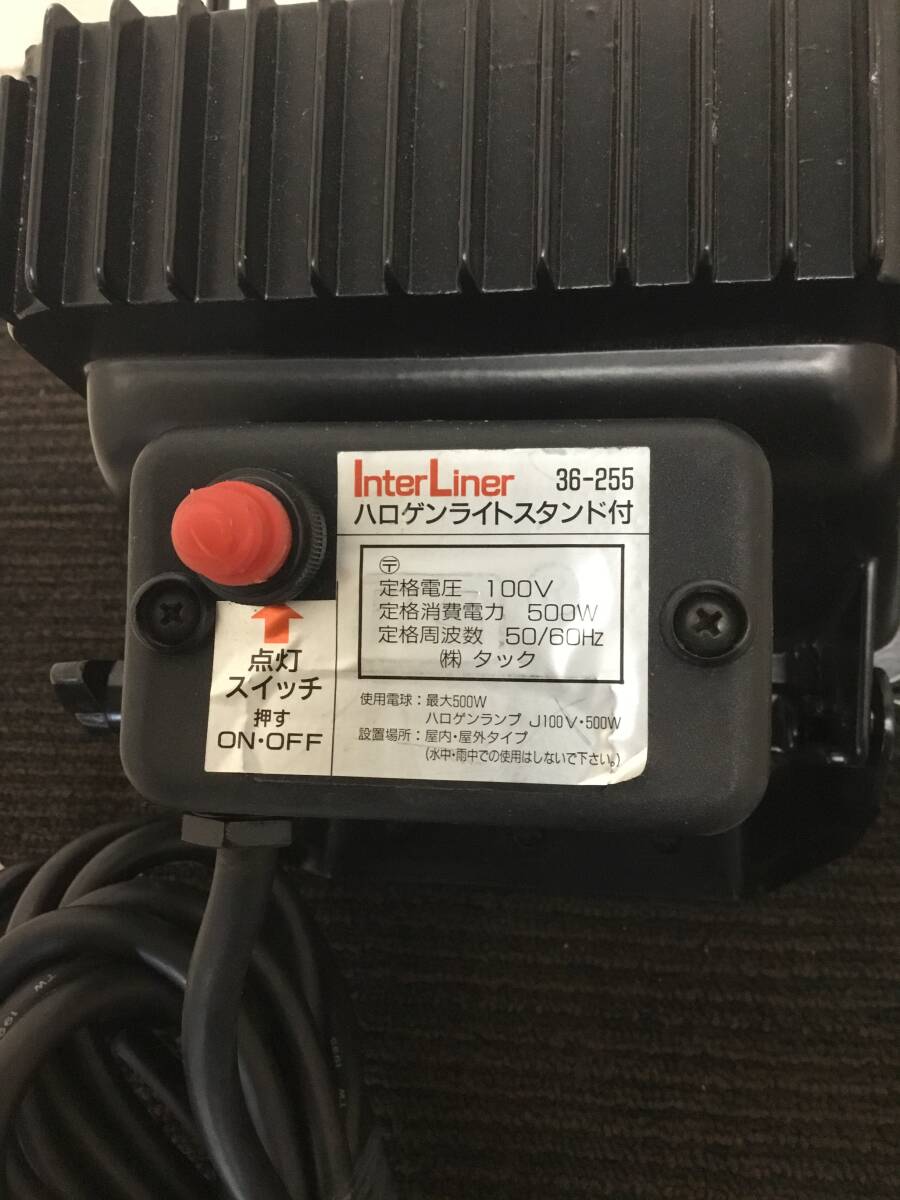 InterLiner 36-255
ハロゲンライトスタンド付
〒
定格電圧 100V
定格消費電力 500W
定格周波数 50/60Hz
㈱ タック
使用電球：最大500W
ハロゲンランプ J100V・500W
設置場所：屋内・屋外タイプ
(水中・雨中での使用はしないで下さい。)
点灯
スイッチ
押す
ON・OFF